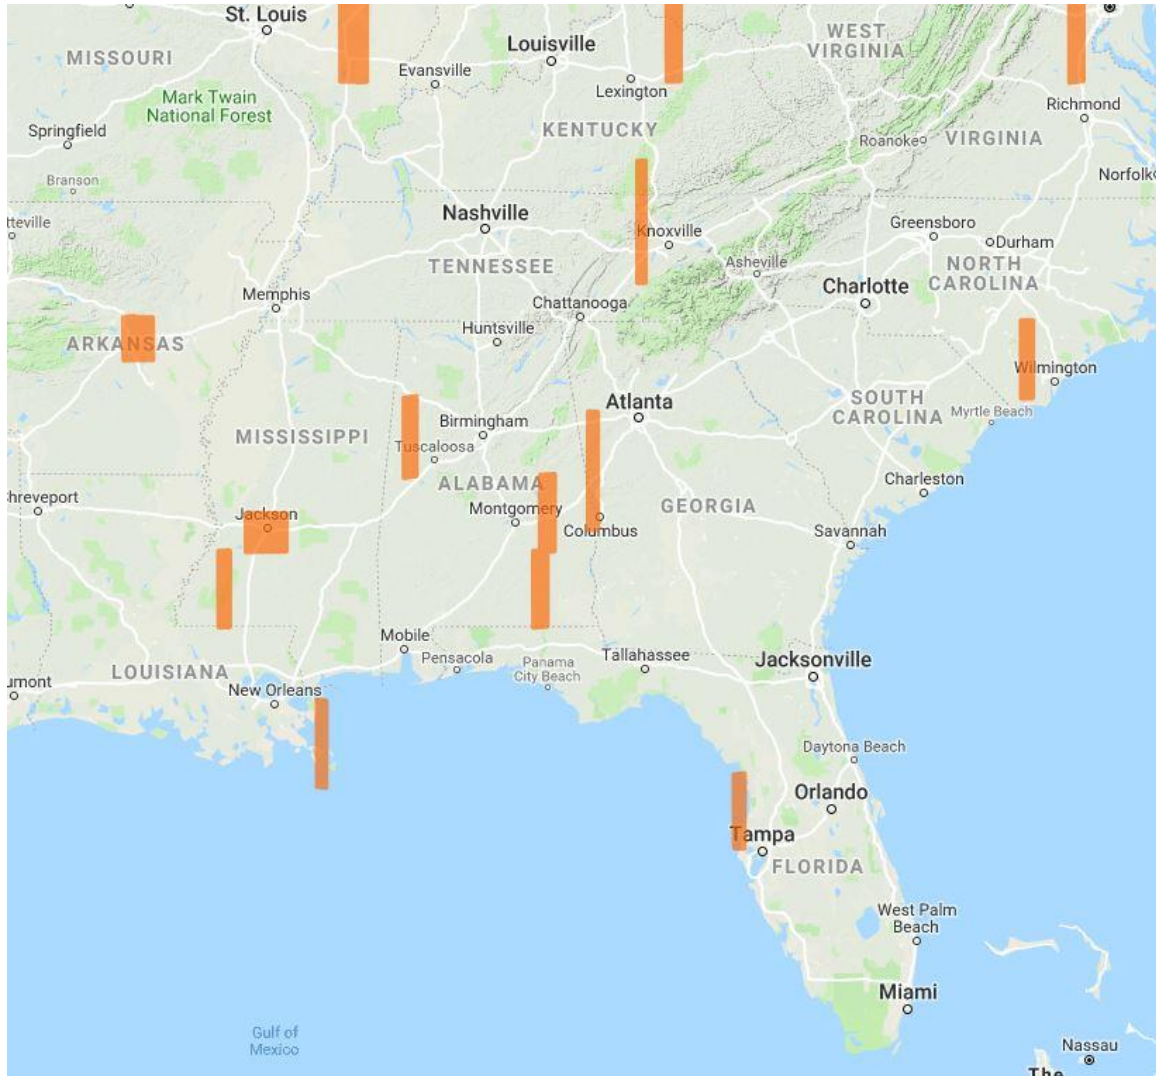 St. Louis
WEST
VIRGINIA
MISSOURI
Louisville
Evansville
Lexington
Mark Twain
National Forest
Richmond
Springfield
KENTUCKY
Roanoke
VIRGINIA
Branson
Norfolk
Nashville
tteville
Greensboro
Knoxville
Durham
TENNESSEE
Asheville
NORTH
CAROLINA
Memphis
Charlotte
Chattanooga
Huntsville
ARKANSAS
Wilmington
Atlanta
SOUTH
CAROLINA
Myrtle Beach
Birmingham
MISSISSIPPI
Tuscaloosa
ALABAMA
Charleston
hreveport
Montgomery
GEORGIA
Jackson
Columbus
Savannah
Mobile
Pensacola
Tallahassee
Jacksonville
LOUISIANA
Panama
City Beach
umont
New Orleans
Daytona Beach
Orlando
Tampa
FLORIDA
West Palm
Beach
Miami
Gulf of
Mexico
Nassau
The